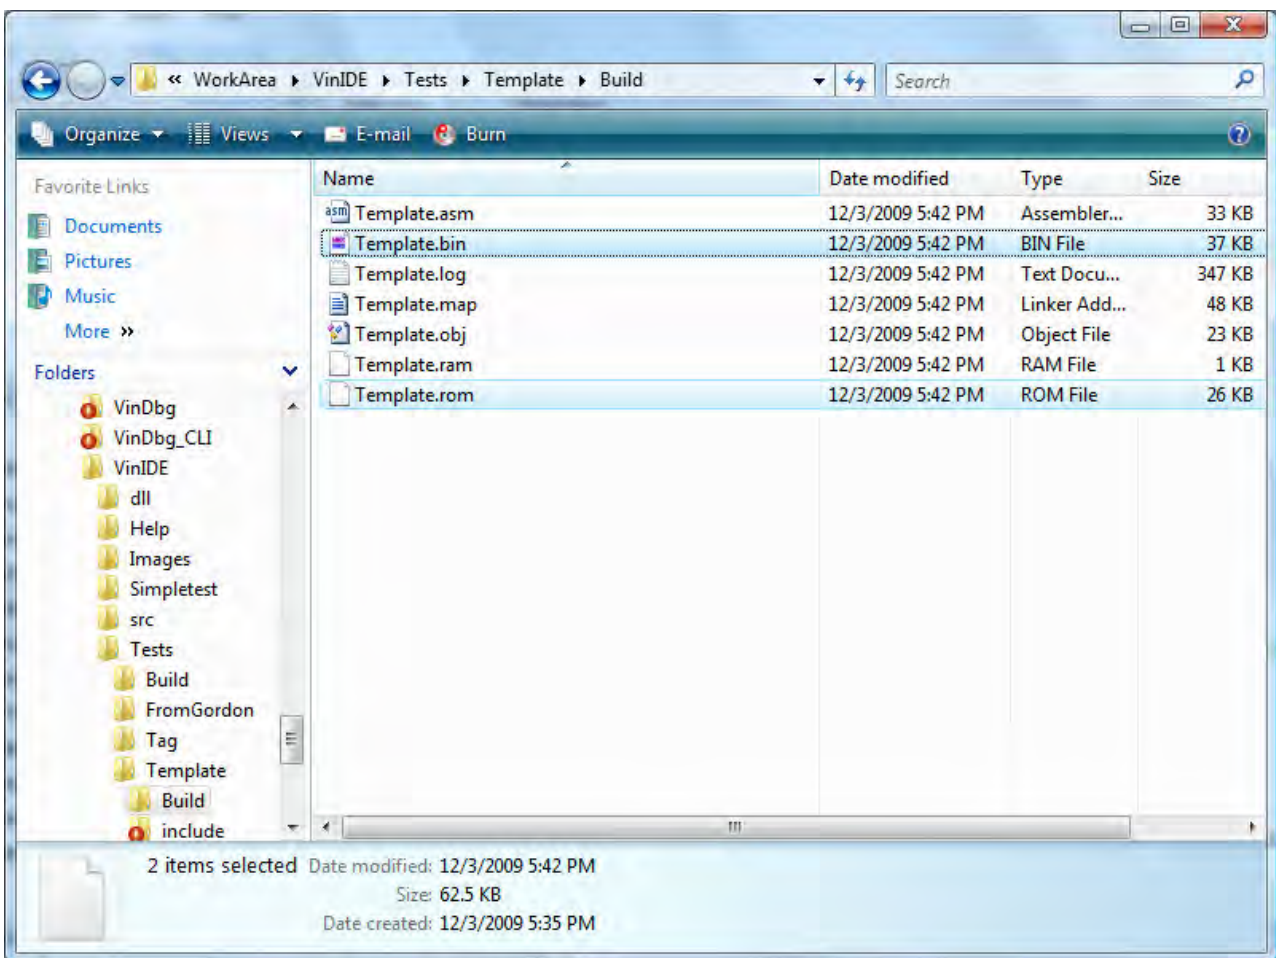 « WorkArea ▸ VinIDE ▸ Tests ▸ Template ▸ Build
Search
Organize Views E-mail Burn
Favorite Links
Documents
Pictures
Music
More »
Folders
VinDbg
VinDbg_CLI
VinIDE
dll
Help
Images
Simpletest
src
Tests
Build
FromGordon
Tag
Template
Build
include
Name Date modified Type Size
asm Template.asm 12/3/2009 5:42 PM Assembler... 33 KB
Template.bin 12/3/2009 5:42 PM BIN File 37 KB
Template.log 12/3/2009 5:42 PM Text Docu... 347 KB
Template.map 12/3/2009 5:42 PM Linker Add... 48 KB
Template.obj 12/3/2009 5:42 PM Object File 23 KB
Template.ram 12/3/2009 5:42 PM RAM File 1 KB
Template.rom 12/3/2009 5:42 PM ROM File 26 KB
2 items selected Date modified: 12/3/2009 5:42 PM
Size: 62.5 KB
Date created: 12/3/2009 5:35 PM